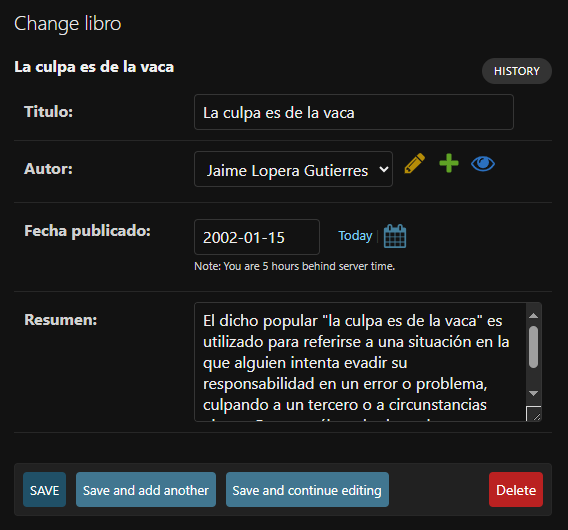 Change libro
La culpa es de la vaca
HISTORY
Titulo:
La culpa es de la vaca
Autor:
Jaime Lopera Gutierres
Fecha publicado:
2002-01-15
Today
Note: You are 5 hours behind server time.
Resumen:
El dicho popular "la culpa es de la vaca" es
utilizado para referirse a una situación en la
que alguien intenta evadir su
responsabilidad en un error o problema,
culpando a un tercero o a circunstancias
SAVE
Save and add another
Save and continue editing
Delete